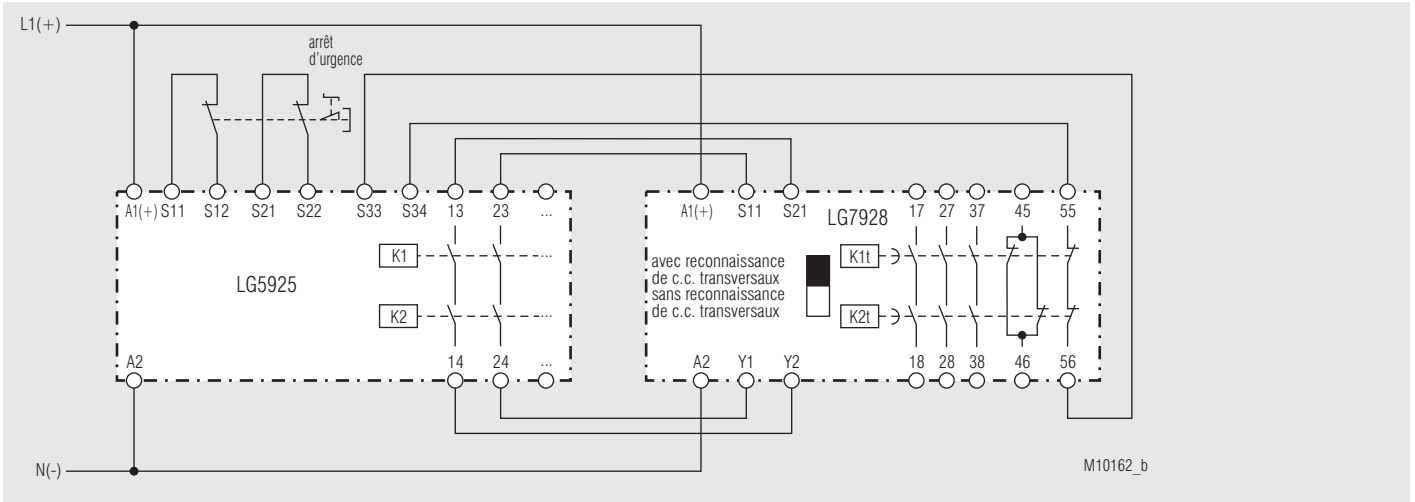 L1(+)
arrêt
d'urgence
A1(+) S11 S12 S21 S22 S33 S34 13 23 ...
A1(+) S11 S21 LG7928 17 27 37 45 55
K1 ...
LG5925
K2 ...
avec reconnaissance
de c.c. transversaux
sans reconnaissance
de c.c. transversaux
K1t
K2t
A2 14 24 ...
A2 Y1 Y2 18 28 38 46 56
N(-)
M10162_b